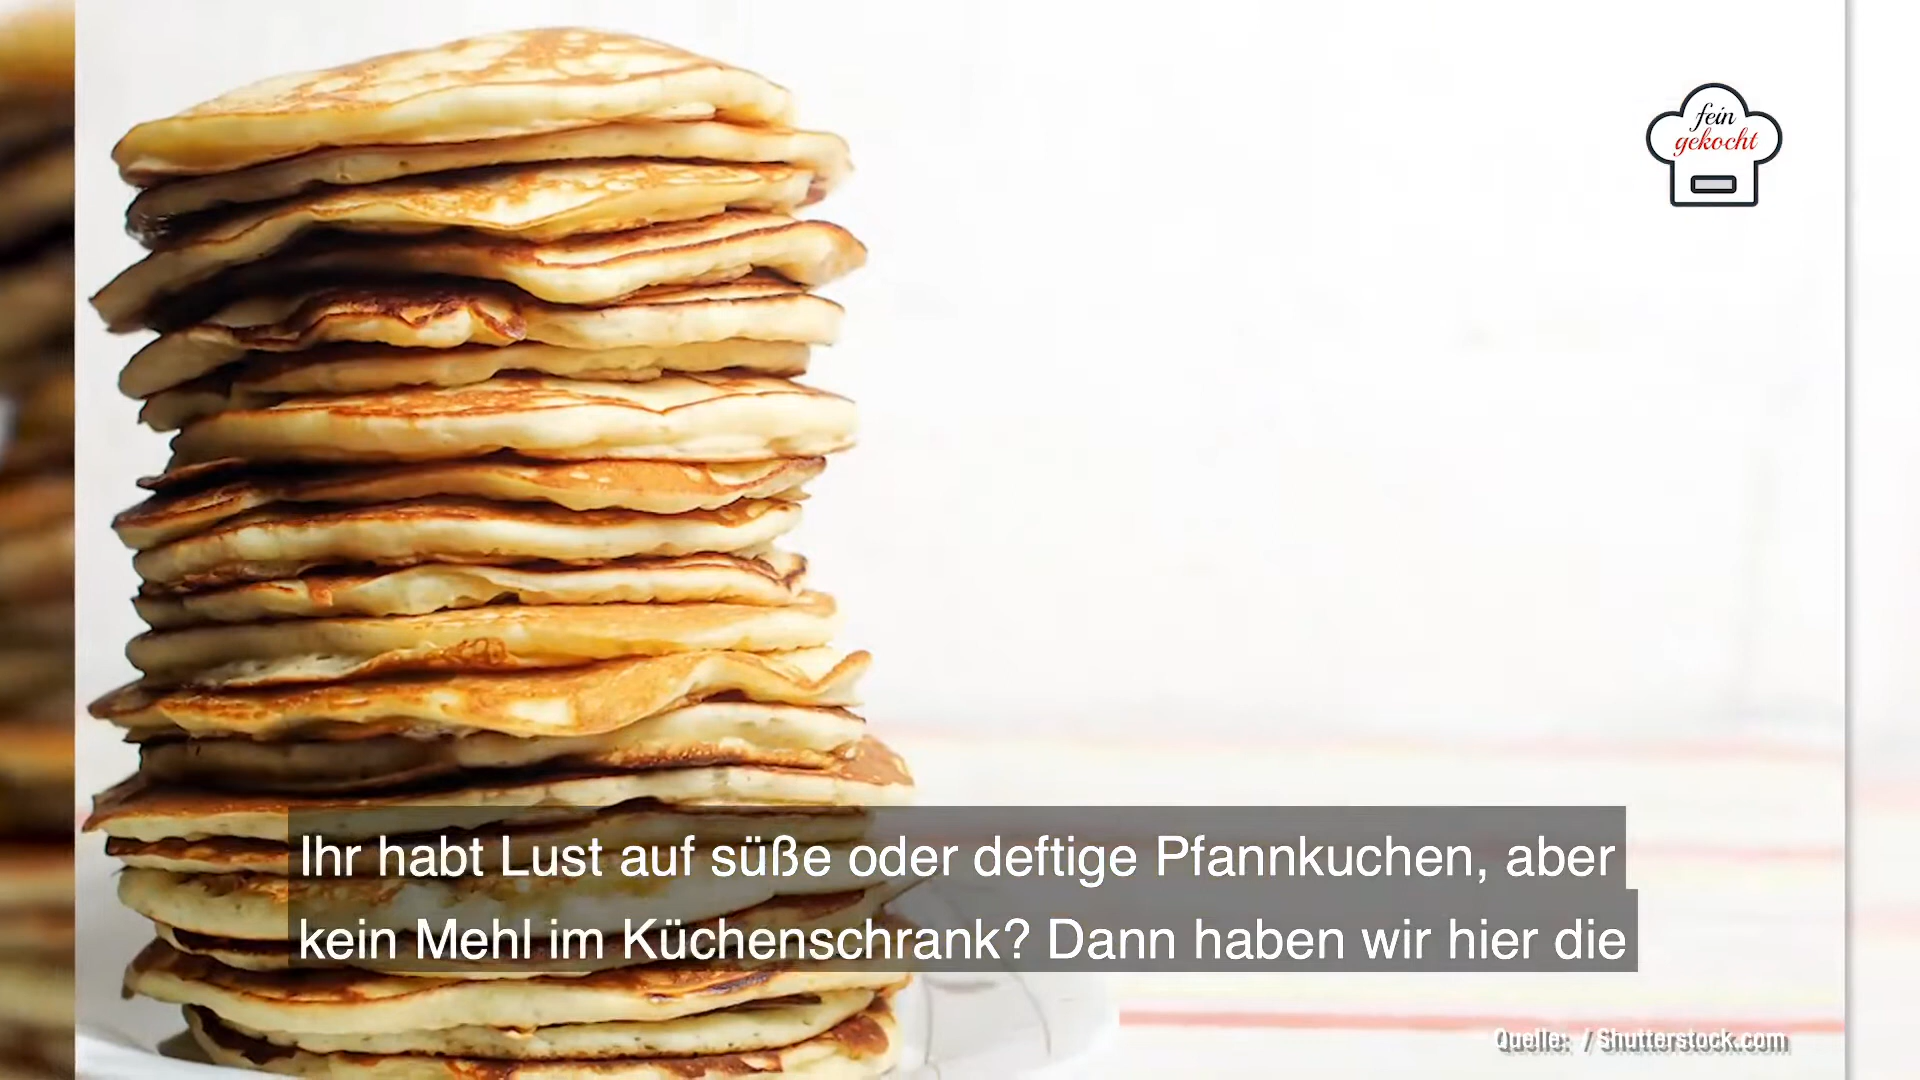 fein
gekocht
Ihr habt Lust auf süße oder deftige Pfannkuchen, aber
kein Mehl im Küchenschrank? Dann haben wir hier die
Quelle: / Shutterstock.com